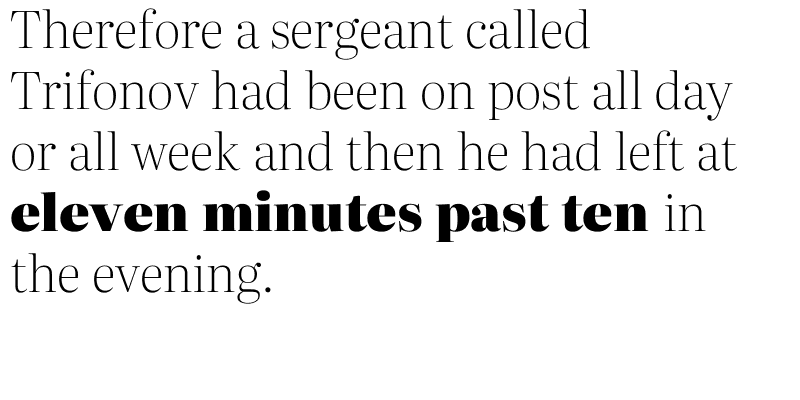 Therefore a sergeant called
Trifonov had been on post all day
or all week and then he had left at
eleven minutes past ten in
the evening.